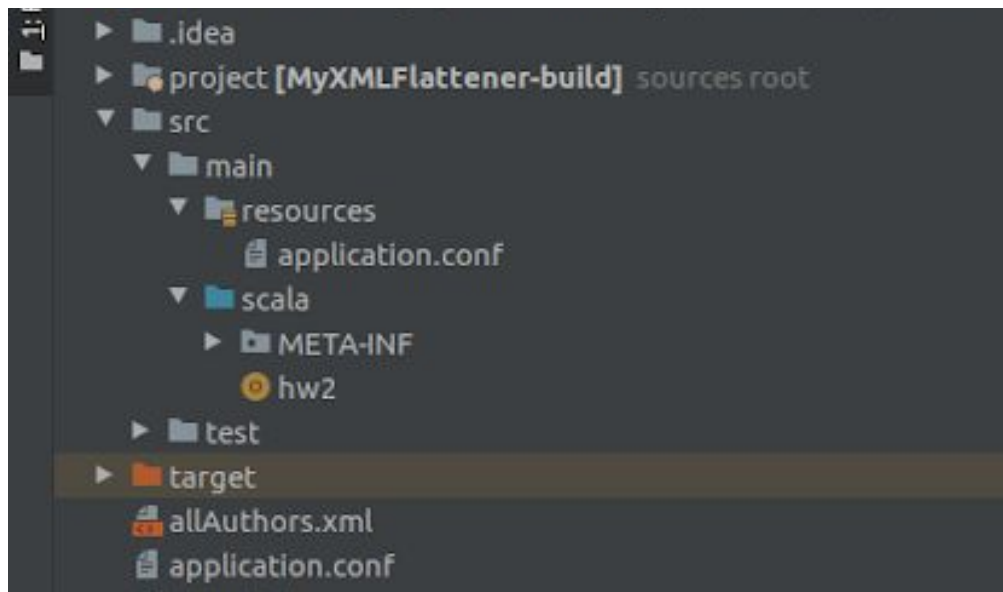 1: P
.idea
project [MyXMLFlattener-build] sources root
src
main
resources
application.conf
scala
META-INF
hw2
test
target
allAuthors.xml
application.conf